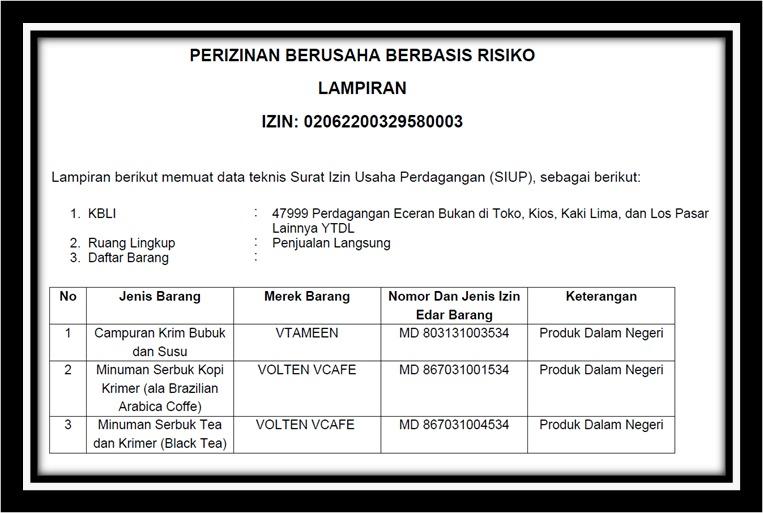 PERIZINAN BERUSAHA BERBASIS RISIKO
LAMPIRAN
IZIN: 02062200329580003
Lampiran berikut memuat data teknis Surat Izin Usaha Perdagangan (SIUP), sebagai berikut:
1. KBLI : 47999 Perdagangan Eceran Bukan di Toko, Kios, Kaki Lima, dan Los Pasar
Lainnya YTDL
2. Ruang Lingkup : Penjualan Langsung
3. Daftar Barang :
No Jenis Barang Merek Barang Nomor Dan Jenis Izin Keterangan
Edar Barang
1 Campuran Krim Bubuk VTAMEEN MD 803131003534 Produk Dalam Negeri
dan Susu
2 Minuman Serbuk Kopi VOLTEN VCAFE MD 867031001534 Produk Dalam Negeri
Krimer (ala Brazilian
Arabica Coffe)
3 Minuman Serbuk Tea VOLTEN VCAFE MD 867031004534 Produk Dalam Negeri
dan Krimer (Black Tea)